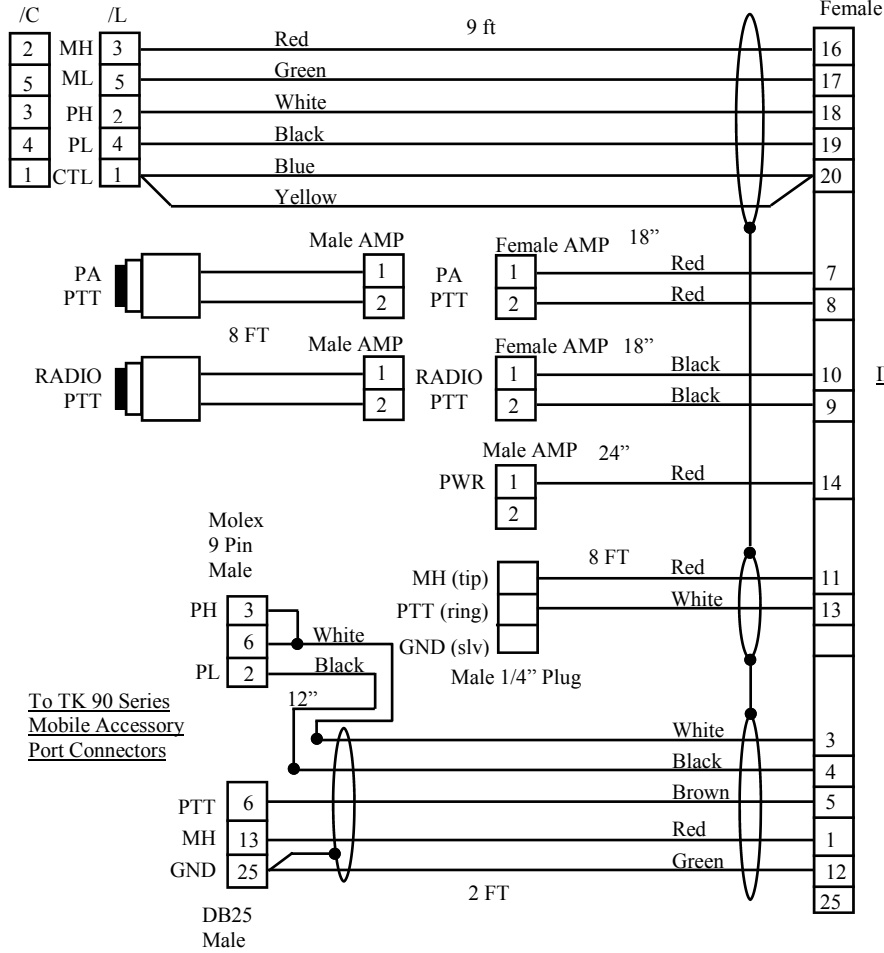 /C /L Female
9 ft
2 MH 3 Red 16
5 ML 5 Green 17
3 PH 2 White 18
4 PL 4 Black 19
1 CTL 1 Blue 20
Yellow
Male AMP Female AMP 18”
PA PTT 1 PA PTT 1 Red 7
2 2 Red 8
8 FT
Male AMP Female AMP 18”
RADIO PTT 1 RADIO PTT 1 Black 10
2 2 Black 9
Male AMP 24”
PWR 1 Red 14
2
Molex
9 Pin
Male
8 FT
MH (tip) Red 11
PTT (ring) White 13
GND (slv)
Male 1/4” Plug
PH 3
6 White
PL 2 Black
12”
To TK 90 Series
Mobile Accessory
Port Connectors
White 3
Black 4
PTT 6 Brown 5
MH 13 Red 1
GND 25 Green 12
2 FT 25
DB25
Male